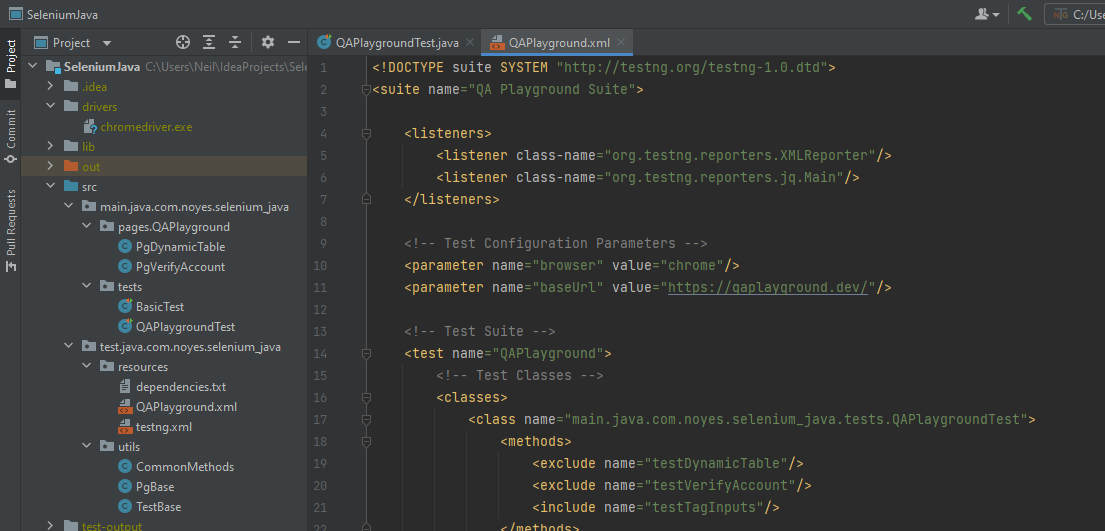 SeleniumJava
C:/Use
Project
QAPlaygroundTest.java
QAPlayground.xml
Project
Commit
Pull Requests
SeleniumJava C:\Users\Neil\IdeaProjects\Sel
.idea
drivers
chromedriver.exe
lib
out
src
main.java.com.noyes.selenium_java
pages.QAPlayground
PgDynamicTable
PgVerifyAccount
tests
BasicTest
QAPlaygroundTest
test.java.com.noyes.selenium_java
resources
dependencies.txt
QAPlayground.xml
testng.xml
utils
CommonMethods
PgBase
TestBase
test-output
1 <!DOCTYPE suite SYSTEM "http://testng.org/testng-1.0.dtd">
2 <suite name="QA Playground Suite">
3
4 <listeners>
5 <listener class-name="org.testng.reporters.XMLReporter"/>
6 <listener class-name="org.testng.reporters.jq.Main"/>
7 </listeners>
8
9 <!-- Test Configuration Parameters -->
10 <parameter name="browser" value="chrome"/>
11 <parameter name="baseUrl" value="https://qaplayground.dev/"/>
12
13 <!-- Test Suite -->
14 <test name="QAPlayground">
15 <!-- Test Classes -->
16 <classes>
17 <class name="main.java.com.noyes.selenium_java.tests.QAPlaygroundTest">
18 <methods>
19 <exclude name="testDynamicTable"/>
20 <exclude name="testVerifyAccount"/>
21 <include name="testTagInputs"/>
22 </methods>